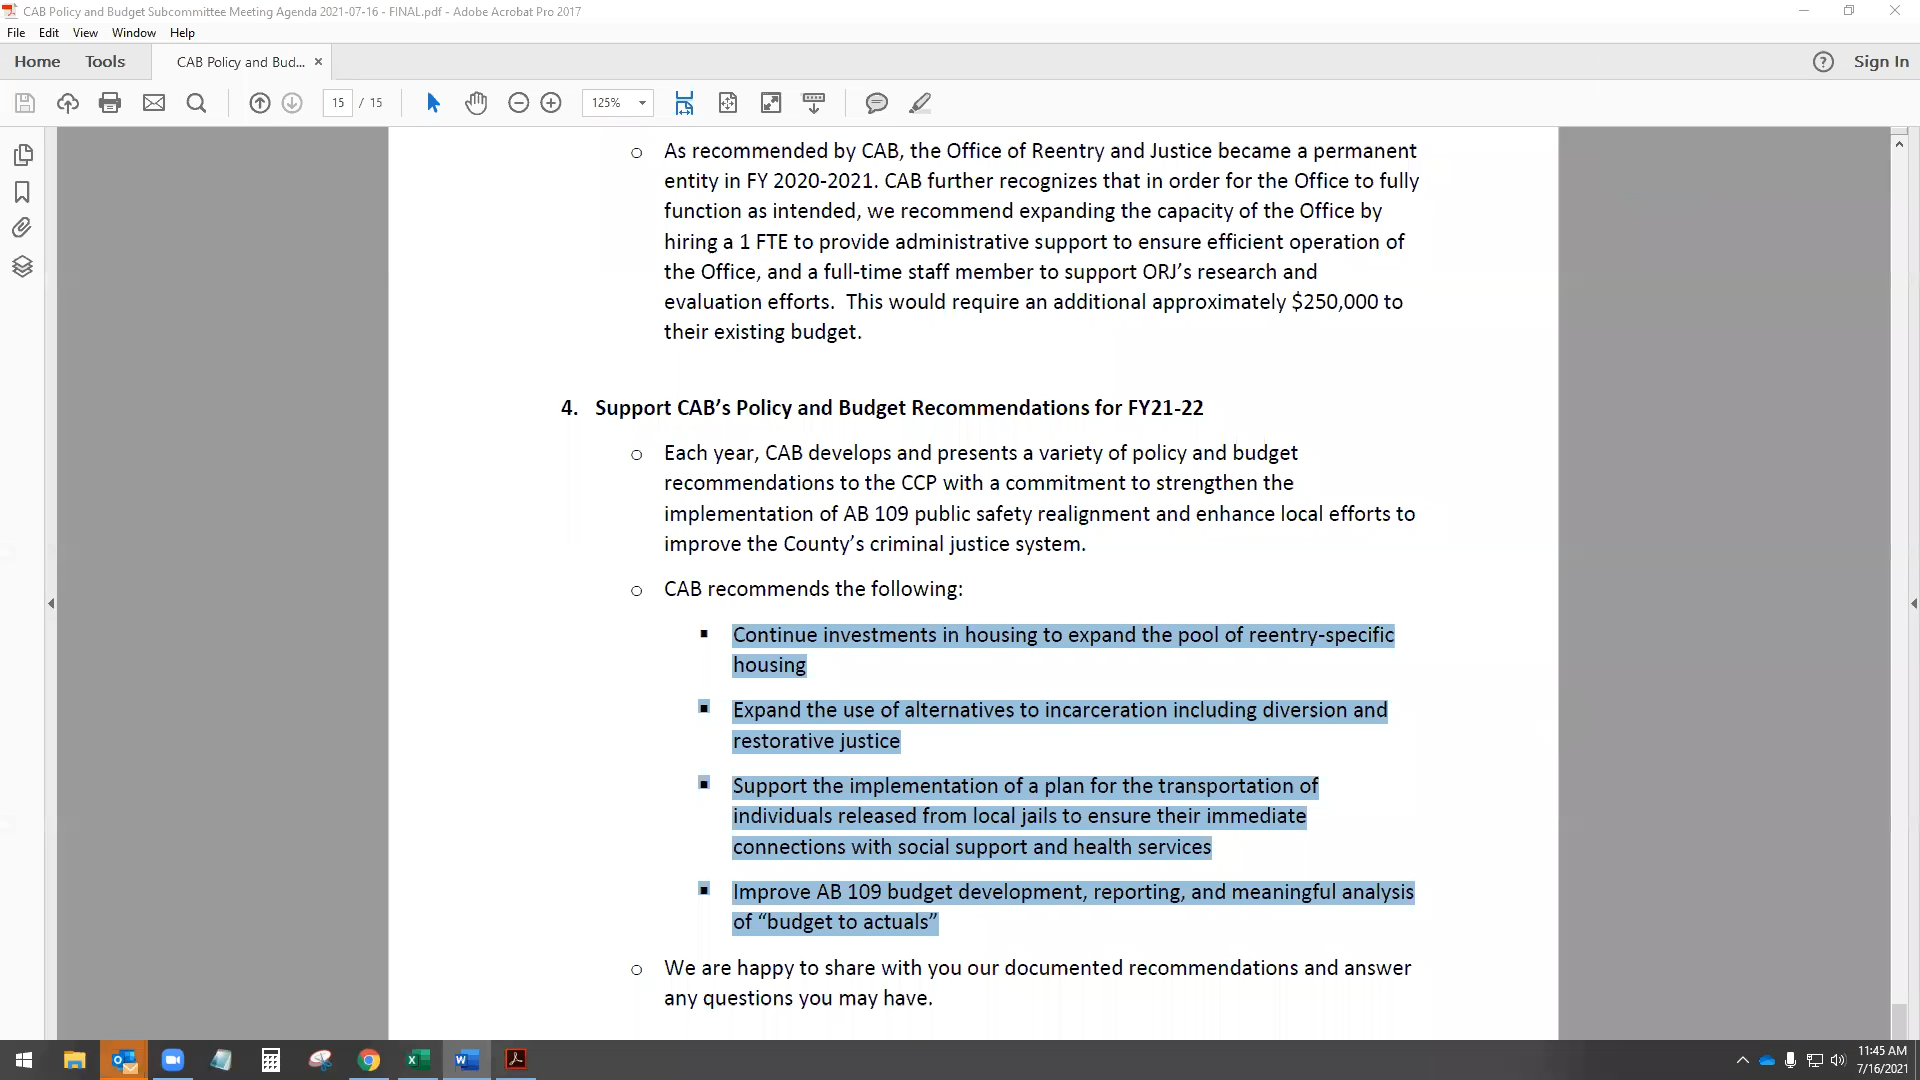 CAB Policy and Budget Subcommittee Meeting Agenda 2021-07-16 - FINAL.pdf - Adobe Acrobat Pro 2017
File Edit View Window Help
Home Tools CAB Policy and Bud... × Sign In
15 / 15 125%
o As recommended by CAB, the Office of Reentry and Justice became a permanent
entity in FY 2020-2021. CAB further recognizes that in order for the Office to fully
function as intended, we recommend expanding the capacity of the Office by
hiring a 1 FTE to provide administrative support to ensure efficient operation of
the Office, and a full-time staff member to support ORJ’s research and
evaluation efforts.  This would require an additional approximately $250,000 to
their existing budget.
4. Support CAB’s Policy and Budget Recommendations for FY21-22
o Each year, CAB develops and presents a variety of policy and budget
recommendations to the CCP with a commitment to strengthen the
implementation of AB 109 public safety realignment and enhance local efforts to
improve the County’s criminal justice system.
o CAB recommends the following:
▪ Continue investments in housing to expand the pool of reentry-specific
housing
▪ Expand the use of alternatives to incarceration including diversion and
restorative justice
▪ Support the implementation of a plan for the transportation of
individuals released from local jails to ensure their immediate
connections with social support and health services
▪ Improve AB 109 budget development, reporting, and meaningful analysis
of “budget to actuals”
o We are happy to share with you our documented recommendations and answer
any questions you may have.
11:45 AM
7/16/2021